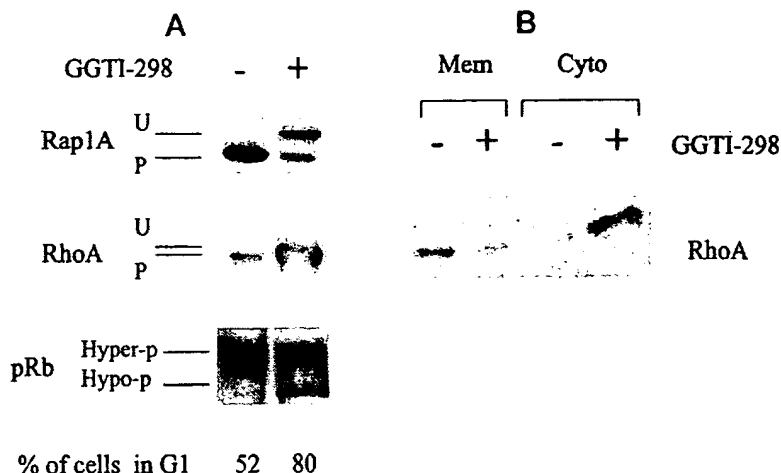 A
GGTI-298 - +
Rap1A U
P
RhoA U
P
pRb Hyper-p
Hypo-p
% of cells in G1 52 80
B
Mem Cyto
- + - + GGTI-298
RhoA